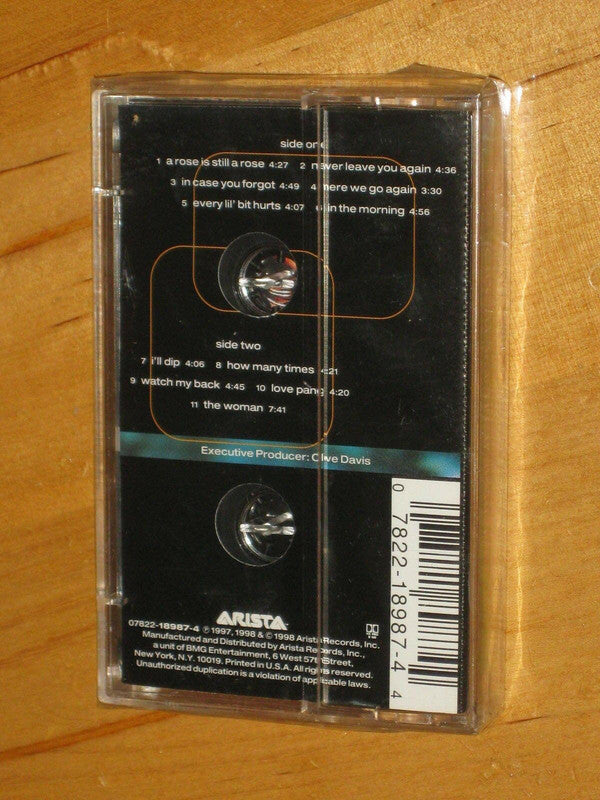 side one
1 a rose is still a rose 4:27 2 never leave you again 4:36
3 in case you forgot 4:49 4 here we go again 3:30
5 every lil' bit hurts 4:07 6 in the morning 4:56
side two
7 i'll dip 4:06 8 how many times 4:21
9 watch my back 4:45 10 love pang 4:20
11 the woman 7:41
Executive Producer: Clive Davis
ARISTA
07822-18987-4 ℗ 1997, 1998 & © 1998 Arista Records, Inc.
Manufactured and Distributed by Arista Records, Inc.,
a unit of BMG Entertainment, 6 West 57th Street,
New York, N.Y. 10019. Printed in U.S.A. All rights reserved.
Unauthorized duplication is a violation of applicable laws.
0 7822-18987-4 4